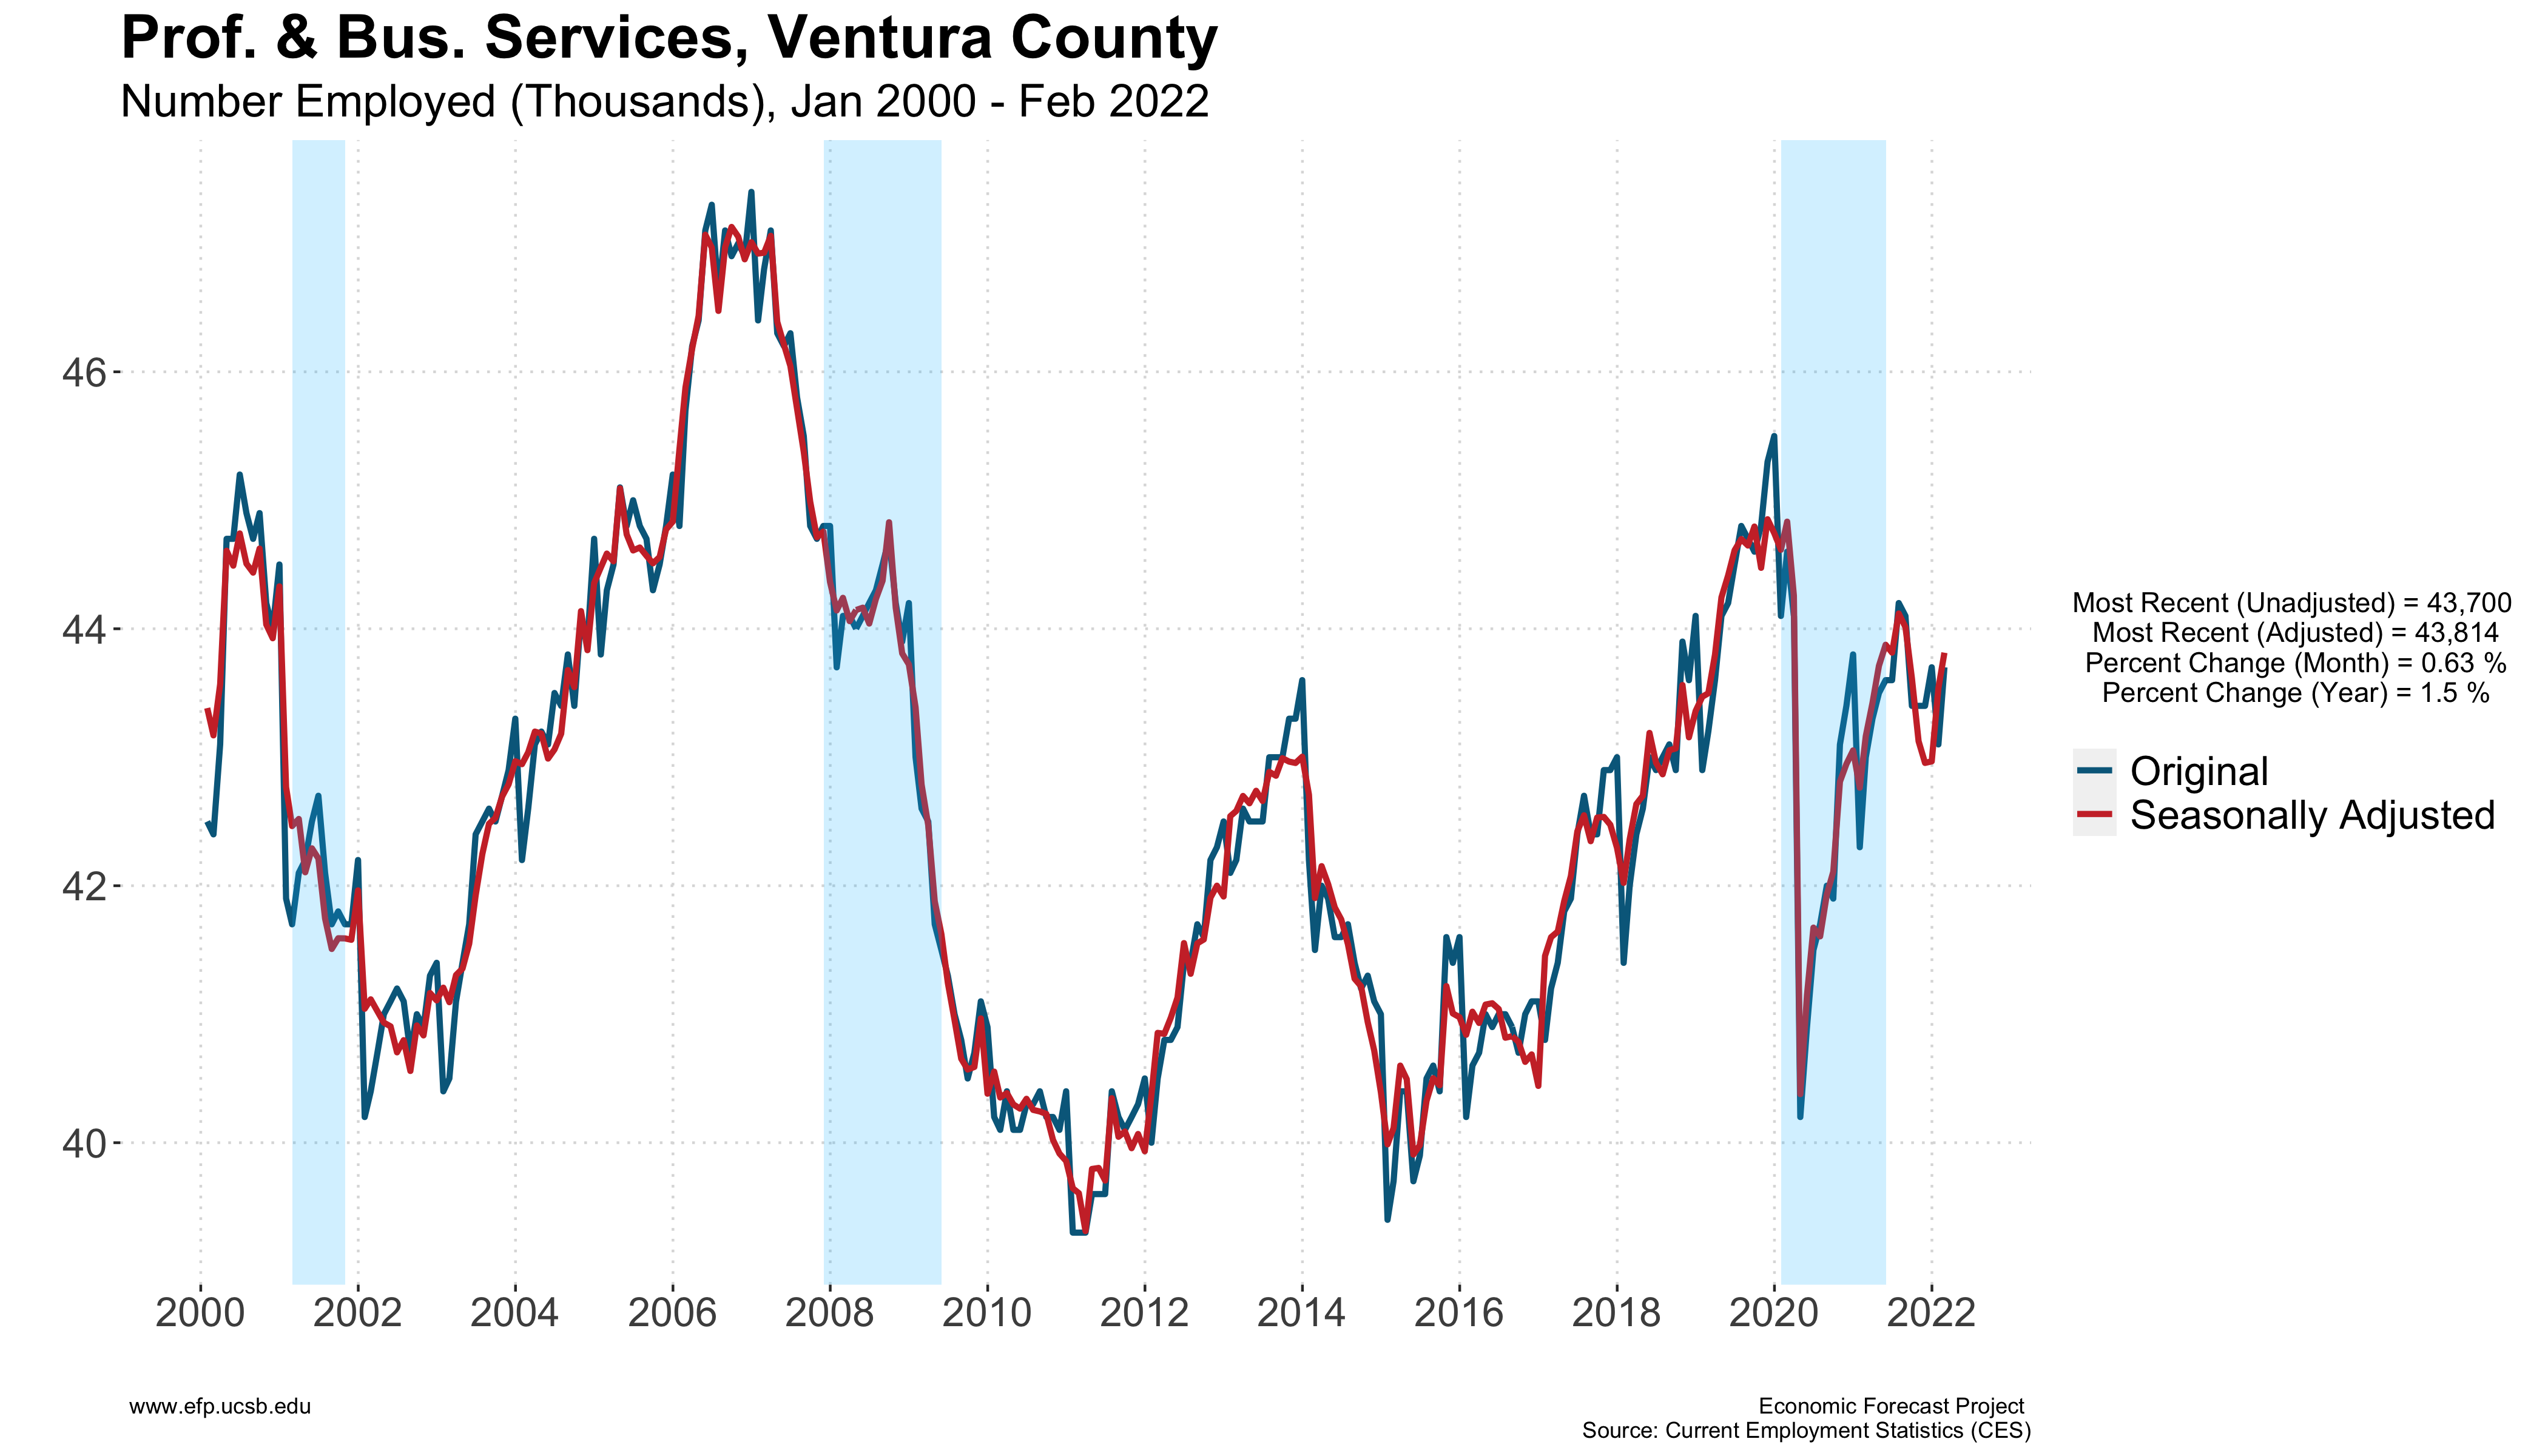 Prof. & Bus. Services, Ventura County
Number Employed (Thousands), Jan 2000 - Feb 2022
46
44
42
40
2000 2002 2004 2006 2008 2010 2012 2014 2016 2018 2020 2022
Most Recent (Unadjusted) = 43,700
Most Recent (Adjusted) = 43,814
Percent Change (Month) = 0.63 %
Percent Change (Year) = 1.5 %
Original
Seasonally Adjusted
www.efp.ucsb.edu
Economic Forecast Project
Source: Current Employment Statistics (CES)